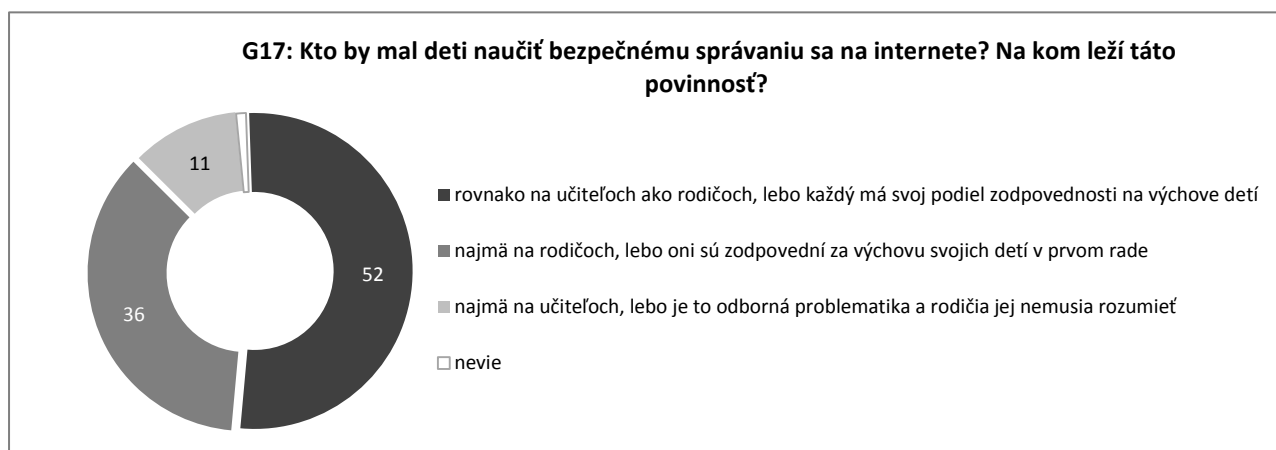 G17: Kto by mal deti naučiť bezpečnému správaniu sa na internete? Na kom leží táto
povinnosť?
11
52
36
rovnako na učiteľoch ako rodičoch, lebo každý má svoj podiel zodpovednosti na výchove detí
najmä na rodičoch, lebo oni sú zodpovední za výchovu svojich detí v prvom rade
najmä na učiteľoch, lebo je to odborná problematika a rodičia jej nemusia rozumieť
nevie